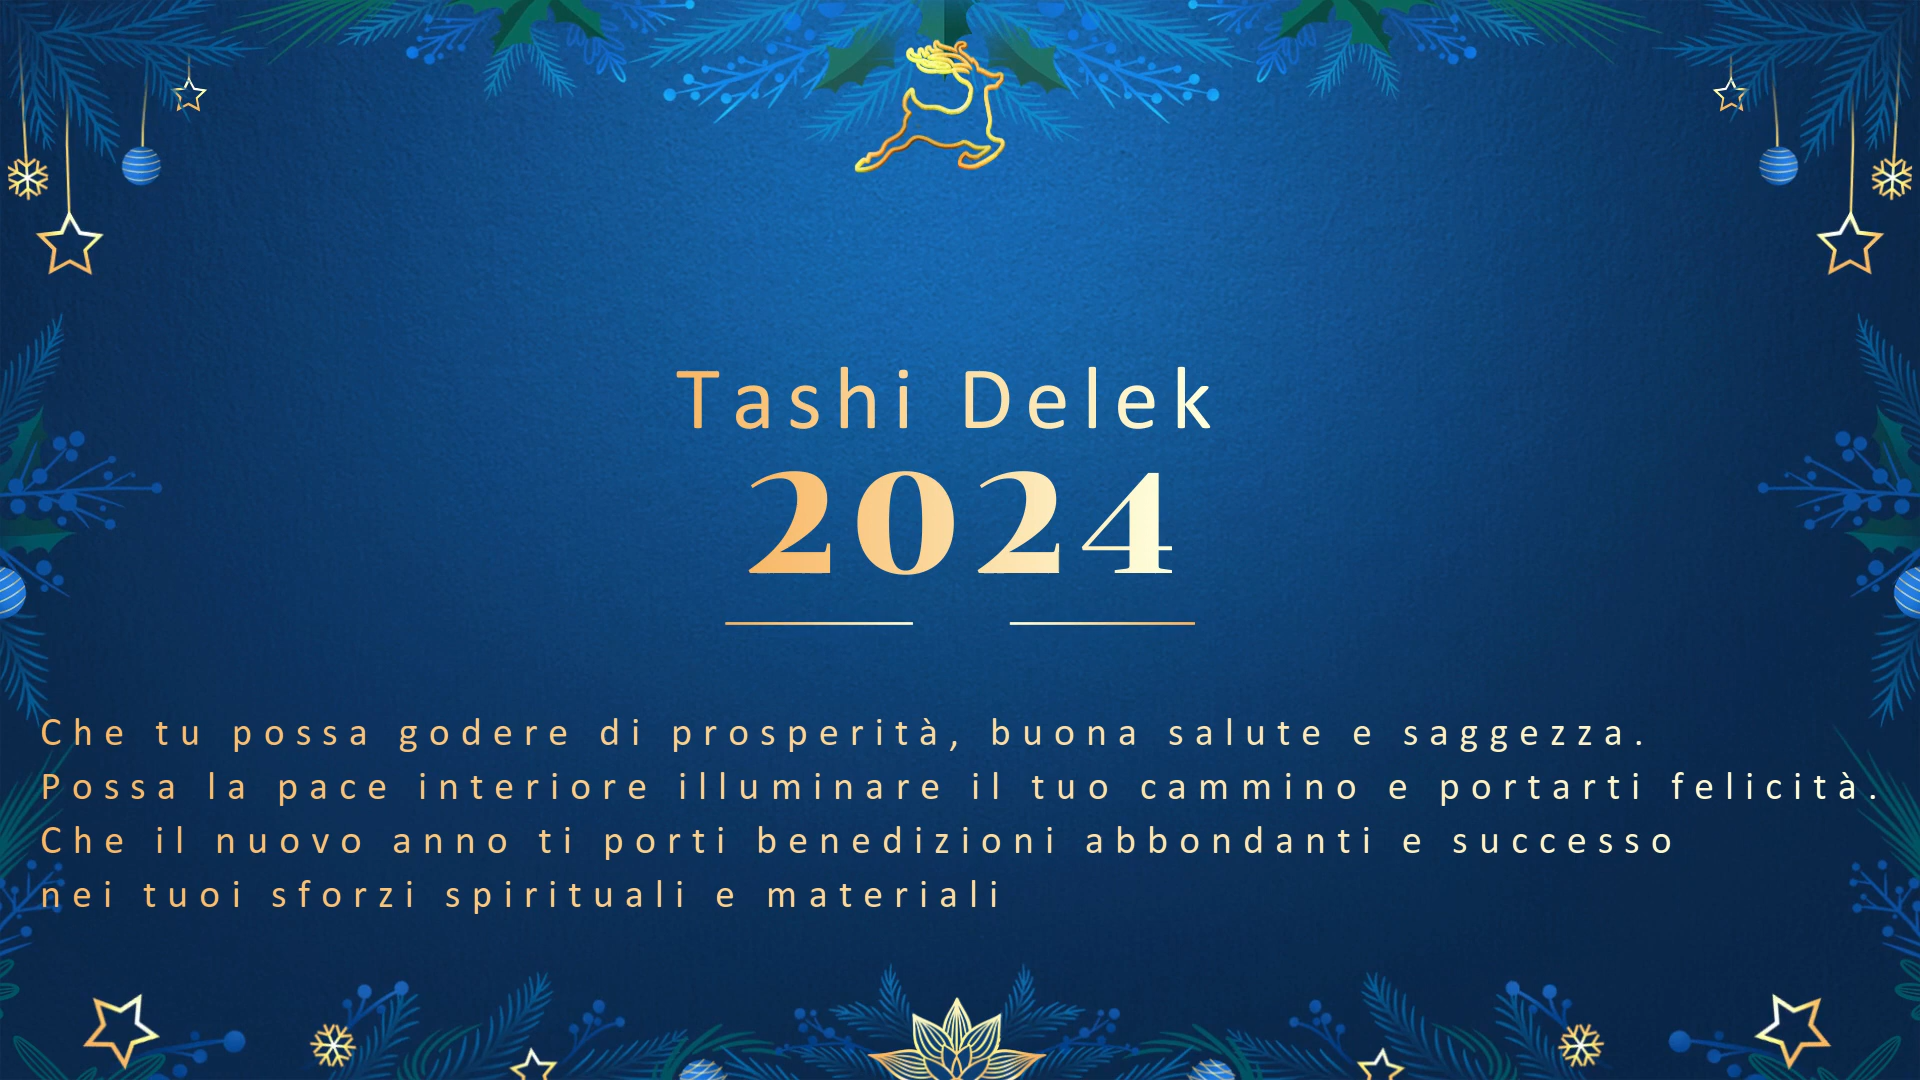 Tashi Delek
2024
Che tu possa godere di prosperità, buona salute e saggezza.
Possa la pace interiore illuminare il tuo cammino e portarti felicità.
Che il nuovo anno ti porti benedizioni abbondanti e successo
nei tuoi sforzi spirituali e materiali